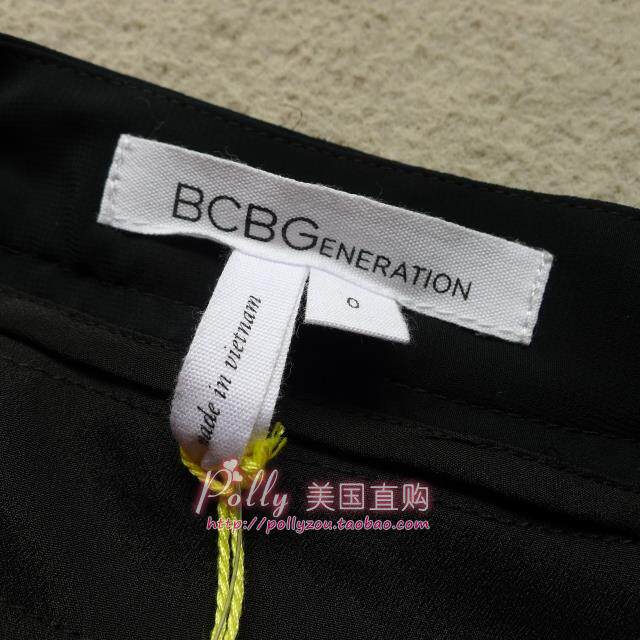 BCBGENERATION
0
made in vietnam
Polly 美国直购
http://pollyzou.taobao.com